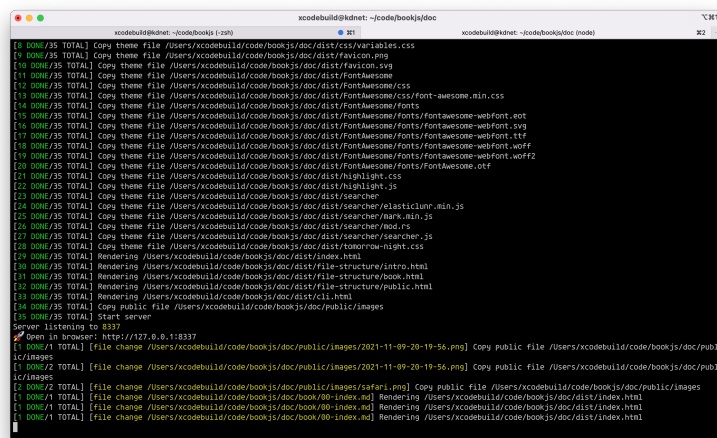 xcodebuild@kdnet: ~/code/bookjs/doc
⌥⌘1
xcodebuild@kdnet: ~/code/bookjs (-zsh)
⌘1
xcodebuild@kdnet: ~/code/bookjs/doc (node)
⌘2
[8 DONE/35 TOTAL] Copy theme file /Users/xcodebuild/code/bookjs/doc/dist/css/variables.css
[9 DONE/35 TOTAL] Copy theme file /Users/xcodebuild/code/bookjs/doc/dist/favicon.png
[10 DONE/35 TOTAL] Copy theme file /Users/xcodebuild/code/bookjs/doc/dist/favicon.svg
[11 DONE/35 TOTAL] Copy theme file /Users/xcodebuild/code/bookjs/doc/dist/FontAwesome
[12 DONE/35 TOTAL] Copy theme file /Users/xcodebuild/code/bookjs/doc/dist/FontAwesome/css
[13 DONE/35 TOTAL] Copy theme file /Users/xcodebuild/code/bookjs/doc/dist/FontAwesome/css/font-awesome.min.css
[14 DONE/35 TOTAL] Copy theme file /Users/xcodebuild/code/bookjs/doc/dist/FontAwesome/fonts
[15 DONE/35 TOTAL] Copy theme file /Users/xcodebuild/code/bookjs/doc/dist/FontAwesome/fonts/fontawesome-webfont.eot
[16 DONE/35 TOTAL] Copy theme file /Users/xcodebuild/code/bookjs/doc/dist/FontAwesome/fonts/fontawesome-webfont.svg
[17 DONE/35 TOTAL] Copy theme file /Users/xcodebuild/code/bookjs/doc/dist/FontAwesome/fonts/fontawesome-webfont.ttf
[18 DONE/35 TOTAL] Copy theme file /Users/xcodebuild/code/bookjs/doc/dist/FontAwesome/fonts/fontawesome-webfont.woff
[19 DONE/35 TOTAL] Copy theme file /Users/xcodebuild/code/bookjs/doc/dist/FontAwesome/fonts/fontawesome-webfont.woff2
[20 DONE/35 TOTAL] Copy theme file /Users/xcodebuild/code/bookjs/doc/dist/FontAwesome/fonts/FontAwesome.otf
[21 DONE/35 TOTAL] Copy theme file /Users/xcodebuild/code/bookjs/doc/dist/highlight.css
[22 DONE/35 TOTAL] Copy theme file /Users/xcodebuild/code/bookjs/doc/dist/highlight.js
[23 DONE/35 TOTAL] Copy theme file /Users/xcodebuild/code/bookjs/doc/dist/searcher
[24 DONE/35 TOTAL] Copy theme file /Users/xcodebuild/code/bookjs/doc/dist/searcher/elasticlunr.min.js
[25 DONE/35 TOTAL] Copy theme file /Users/xcodebuild/code/bookjs/doc/dist/searcher/mark.min.js
[26 DONE/35 TOTAL] Copy theme file /Users/xcodebuild/code/bookjs/doc/dist/searcher/mod.rs
[27 DONE/35 TOTAL] Copy theme file /Users/xcodebuild/code/bookjs/doc/dist/searcher/searcher.js
[28 DONE/35 TOTAL] Copy theme file /Users/xcodebuild/code/bookjs/doc/dist/tomorrow-night.css
[29 DONE/35 TOTAL] Rendering /Users/xcodebuild/code/bookjs/doc/dist/index.html
[30 DONE/35 TOTAL] Rendering /Users/xcodebuild/code/bookjs/doc/dist/file-structure/intro.html
[31 DONE/35 TOTAL] Rendering /Users/xcodebuild/code/bookjs/doc/dist/file-structure/book.html
[32 DONE/35 TOTAL] Rendering /Users/xcodebuild/code/bookjs/doc/dist/file-structure/public.html
[33 DONE/35 TOTAL] Rendering /Users/xcodebuild/code/bookjs/doc/dist/cli.html
[34 DONE/35 TOTAL] Copy public file /Users/xcodebuild/code/bookjs/doc/public/images
[35 DONE/35 TOTAL] Start server
Server listening to 8337
🚀 Open in browser: http://127.0.0.1:8337
[1 DONE/1 TOTAL] [file change /Users/xcodebuild/code/bookjs/doc/public/images/2021-11-09-20-19-56.png] Copy public file /Users/xcodebuild/code/bookjs/doc/publ
ic/images
[1 DONE/2 TOTAL] [file change /Users/xcodebuild/code/bookjs/doc/public/images/2021-11-09-20-19-56.png] Copy public file /Users/xcodebuild/code/bookjs/doc/publ
ic/images
[2 DONE/2 TOTAL] [file change /Users/xcodebuild/code/bookjs/doc/public/images/safari.png] Copy public file /Users/xcodebuild/code/bookjs/doc/public/images
[1 DONE/1 TOTAL] [file change /Users/xcodebuild/code/bookjs/doc/book/00-index.md] Rendering /Users/xcodebuild/code/bookjs/doc/dist/index.html
[1 DONE/1 TOTAL] [file change /Users/xcodebuild/code/bookjs/doc/book/00-index.md] Rendering /Users/xcodebuild/code/bookjs/doc/dist/index.html
[1 DONE/1 TOTAL] [file change /Users/xcodebuild/code/bookjs/doc/book/00-index.md] Rendering /Users/xcodebuild/code/bookjs/doc/dist/index.html